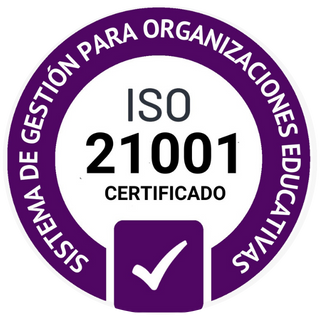 SISTEMA DE GESTIÓN PARA ORGANIZACIONES EDUCATIVAS
ISO
21001
CERTIFICADO